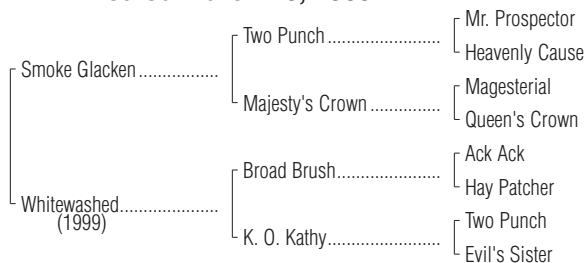 Mr. Prospector
Two Punch
Heavenly Cause
Smoke Glacken
Magesterial
Majesty's Crown
Queen's Crown
Ack Ack
Broad Brush
Hay Patcher
Whitewashed
(1999)
Two Punch
K. O. Kathy
Evil's Sister